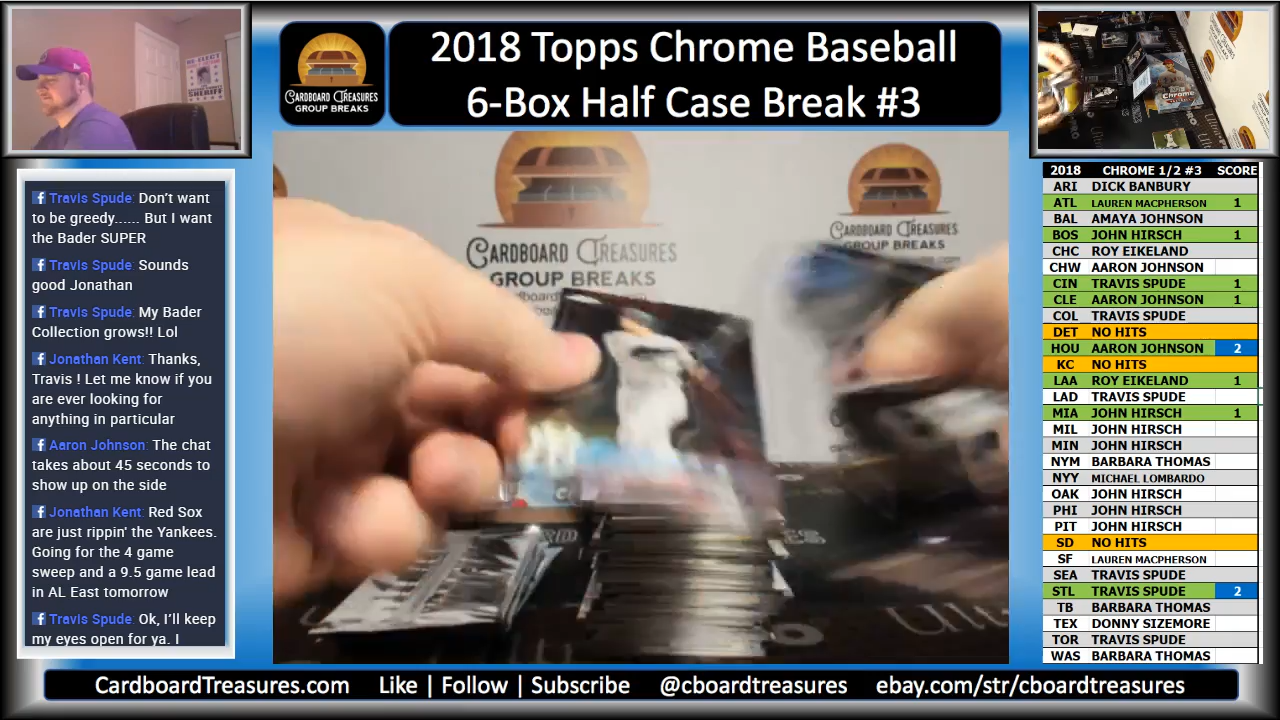 2018 Topps Chrome Baseball
6-Box Half Case Break #3
CARDBOARD TREASURES
GROUP BREAKS
RE-ELECT
SHERIFF
Chrome
Travis Spude: Don't want
to be greedy...... But I want
the Bader SUPER
Travis Spude: Sounds
good Jonathan
Travis Spude: My Bader
Collection grows!! Lol
Jonathan Kent: Thanks,
Travis ! Let me know if you
are ever looking for
anything in particular
Aaron Johnson: The chat
takes about 45 seconds to
show up on the side
Jonathan Kent: Red Sox
are just rippin' the Yankees.
Going for the 4 game
sweep and a 9.5 game lead
in AL East tomorrow
Travis Spude: Ok, I'll keep
my eyes open for ya. I
CARDBOARD TREASURES
GROUP BREAKS
CARDBOARD TREASURES
GROUP BREAKS
2018 CHROME 1/2 #3 SCORE
ARI DICK BANBURY
ATL LAUREN MACPHERSON 1
BAL AMAYA JOHNSON
BOS JOHN HIRSCH 1
CHC ROY EIKELAND
CHW AARON JOHNSON
CIN TRAVIS SPUDE 1
CLE AARON JOHNSON 1
COL TRAVIS SPUDE
DET NO HITS
HOU AARON JOHNSON 2
KC NO HITS
LAA ROY EIKELAND 1
LAD TRAVIS SPUDE
MIA JOHN HIRSCH 1
MIL JOHN HIRSCH
MIN JOHN HIRSCH
NYM BARBARA THOMAS
NYY MICHAEL LOMBARDO
OAK JOHN HIRSCH
PHI JOHN HIRSCH
PIT JOHN HIRSCH
SD NO HITS
SF LAUREN MACPHERSON
SEA TRAVIS SPUDE
STL TRAVIS SPUDE 2
TB BARBARA THOMAS
TEX DONNY SIZEMORE
TOR TRAVIS SPUDE
WAS BARBARA THOMAS
CardboardTreasures.com Like | Follow | Subscribe @cboardtreasures ebay.com/str/cboardtreasures